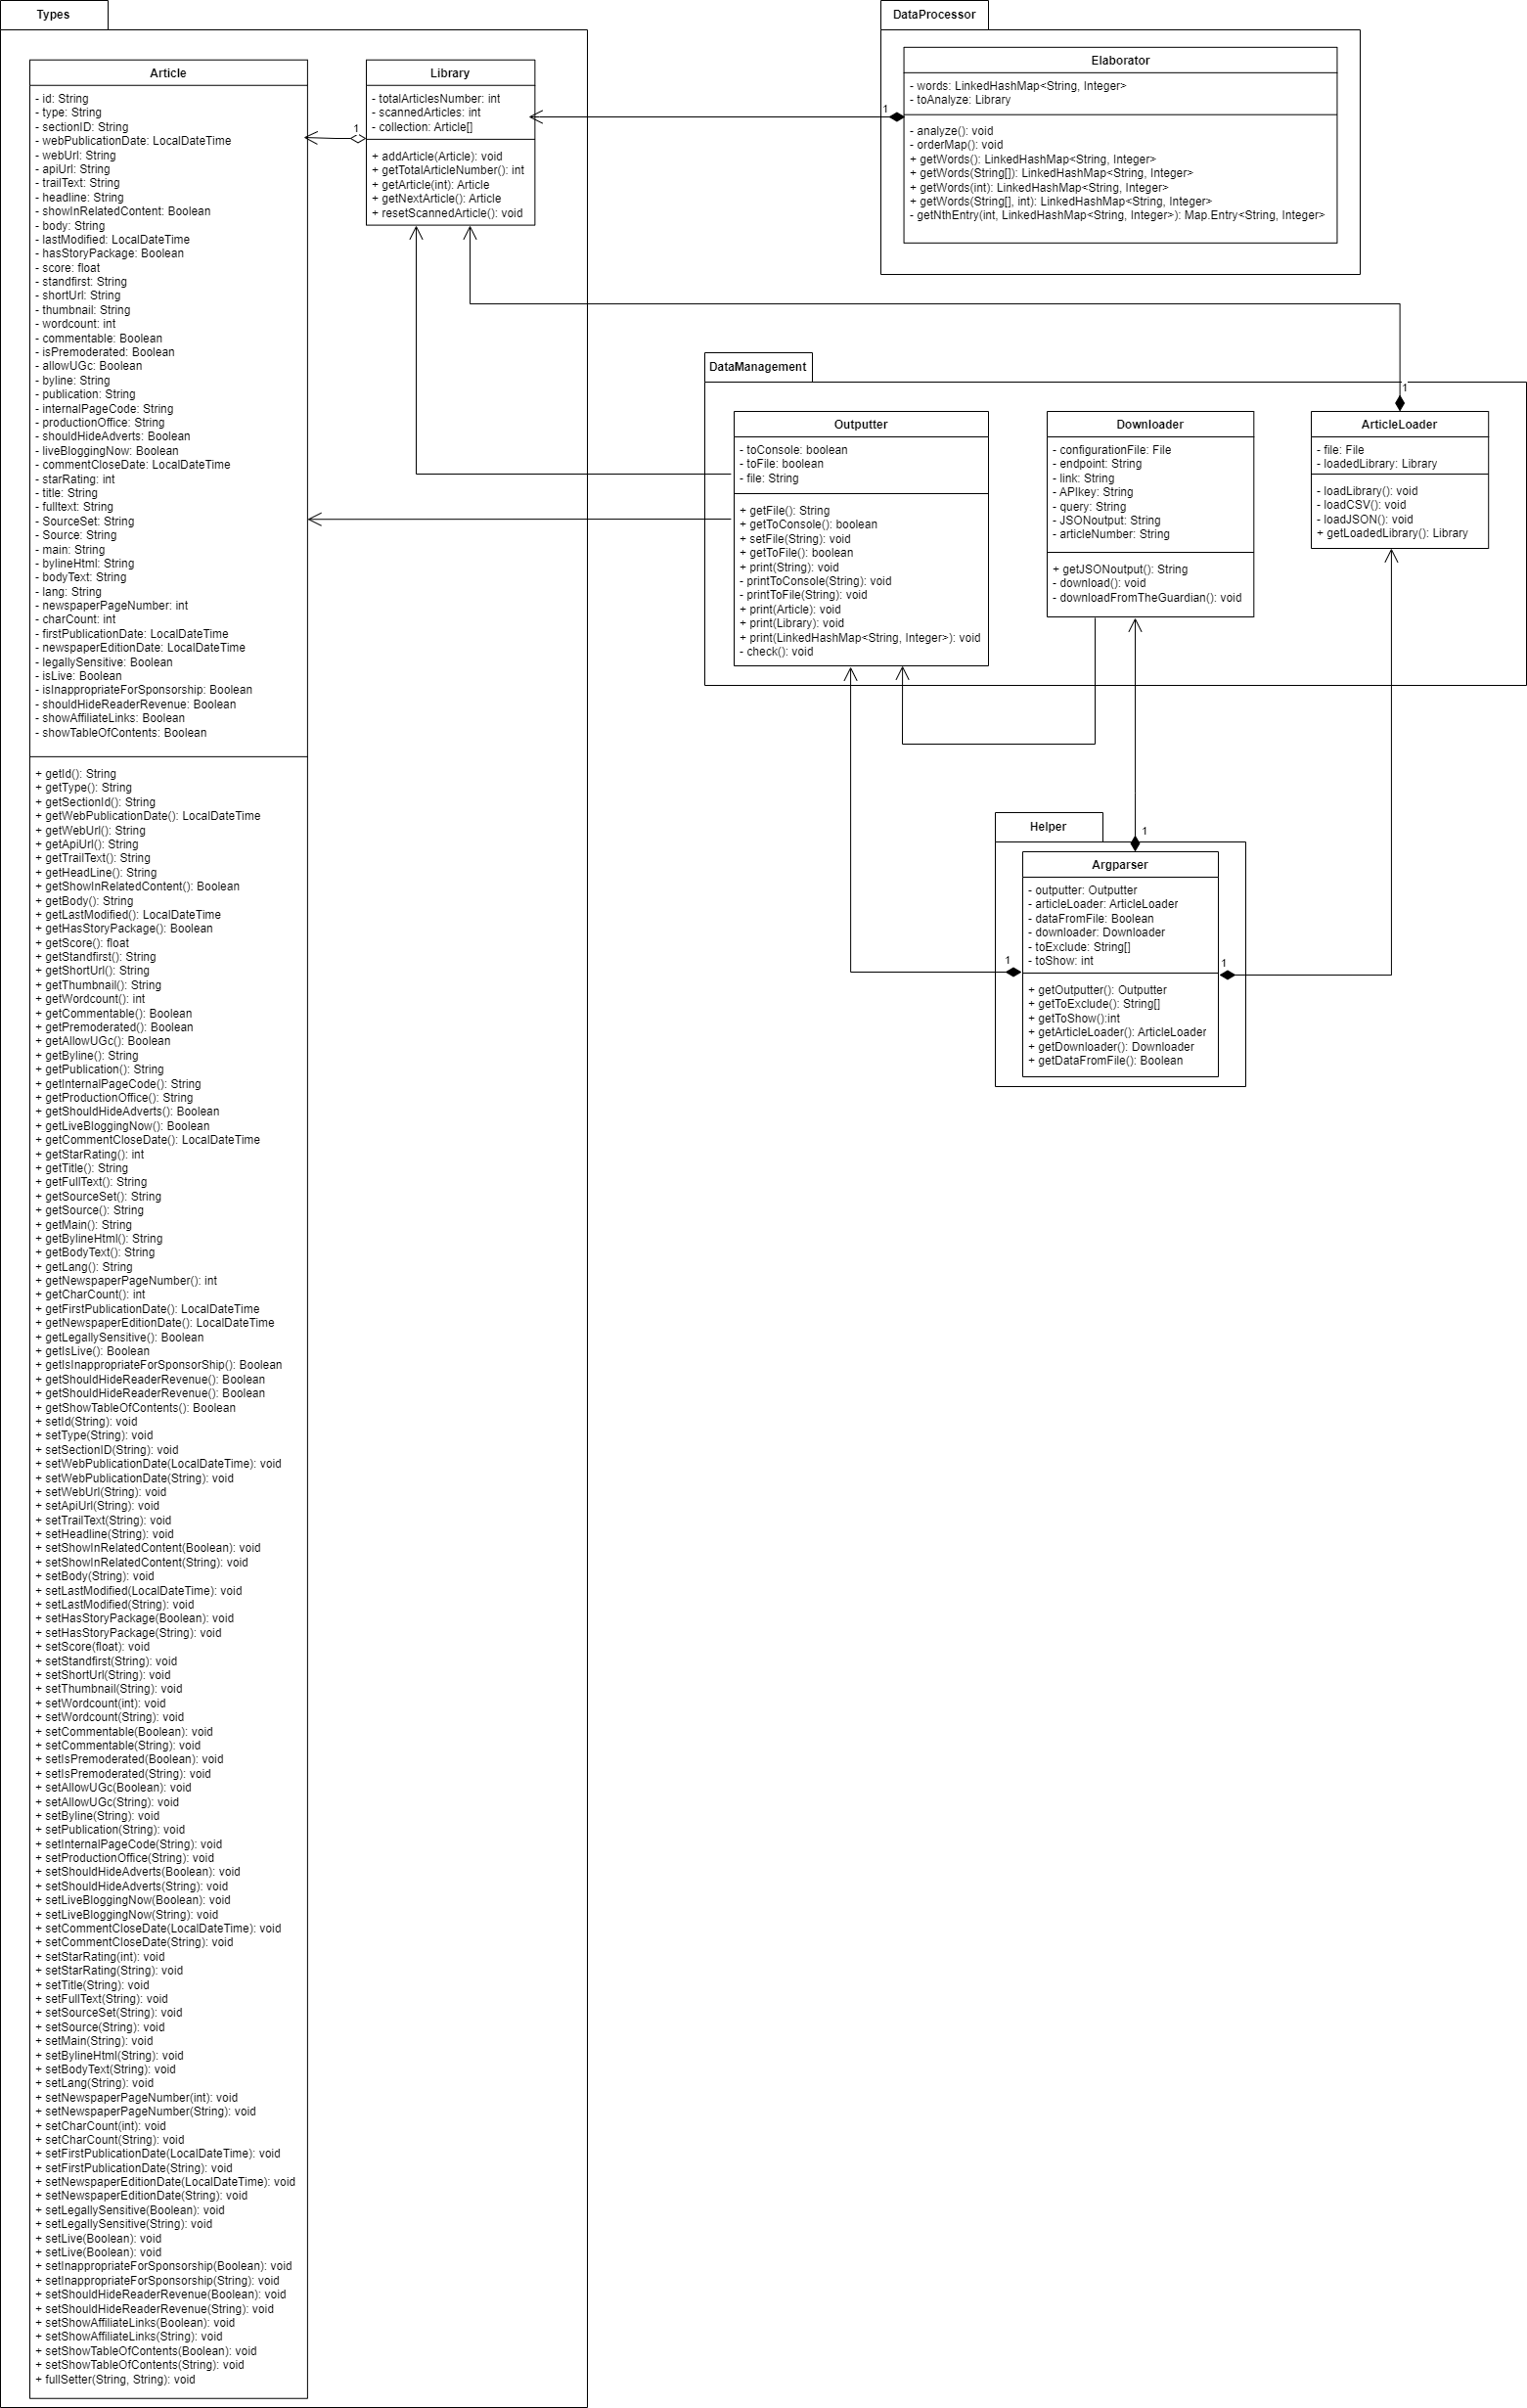 Types
Article
- id: String
- type: String
- sectionID: String
- webPublicationDate: LocalDateTime
- webUrl: String
- apiUrl: String
- trailText: String
- headline: String
- showInRelatedContent: Boolean
- body: String
- lastModified: LocalDateTime
- hasStoryPackage: Boolean
- score: float
- standfirst: String
- shortUrl: String
- thumbnail: String
- wordcount: int
- commentable: Boolean
- isPremoderated: Boolean
- allowUGc: Boolean
- byline: String
- publication: String
- internalPageCode: String
- productionOffice: String
- shouldHideAdverts: Boolean
- liveBloggingNow: Boolean
- commentCloseDate: LocalDateTime
- starRating: int
- title: String
- fulltext: String
- SourceSet: String
- Source: String
- main: String
- bylineHtml: String
- bodyText: String
- lang: String
- newspaperPageNumber: int
- charCount: int
- firstPublicationDate: LocalDateTime
- newspaperEditionDate: LocalDateTime
- legallySensitive: Boolean
- isLive: Boolean
- isInappropriateForSponsorship: Boolean
- shouldHideReaderRevenue: Boolean
- showAffiliateLinks: Boolean
- showTableOfContents: Boolean
+ getId(): String
+ getType(): String
+ getSectionId(): String
+ getWebPublicationDate(): LocalDateTime
+ getWebUrl(): String
+ getApiUrl(): String
+ getTrailText(): String
+ getHeadLine(): String
+ getShowInRelatedContent(): Boolean
+ getBody(): String
+ getLastModified(): LocalDateTime
+ getHasStoryPackage(): Boolean
+ getScore(): float
+ getStandfirst(): String
+ getShortUrl(): String
+ getThumbnail(): String
+ getWordcount(): int
+ getCommentable(): Boolean
+ getPremoderated(): Boolean
+ getAllowUGc(): Boolean
+ getByline(): String
+ getPublication(): String
+ getInternalPageCode(): String
+ getProductionOffice(): String
+ getShouldHideAdverts(): Boolean
+ getLiveBloggingNow(): Boolean
+ getCommentCloseDate(): LocalDateTime
+ getStarRating(): int
+ getTitle(): String
+ getFullText(): String
+ getSourceSet(): String
+ getSource(): String
+ getMain(): String
+ getBylineHtml(): String
+ getBodyText(): String
+ getLang(): String
+ getNewspaperPageNumber(): int
+ getCharCount(): int
+ getFirstPublicationDate(): LocalDateTime
+ getNewspaperEditionDate(): LocalDateTime
+ getLegallySensitive(): Boolean
+ getIsLive(): Boolean
+ getIsInappropriateForSponsorShip(): Boolean
+ getShouldHideReaderRevenue(): Boolean
+ getShouldHideReaderRevenue(): Boolean
+ getShowTableOfContents(): Boolean
+ setId(String): void
+ setType(String): void
+ setSectionID(String): void
+ setWebPublicationDate(LocalDateTime): void
+ setWebPublicationDate(String): void
+ setWebUrl(String): void
+ setApiUrl(String): void
+ setTrailText(String): void
+ setHeadline(String): void
+ setShowInRelatedContent(Boolean): void
+ setShowInRelatedContent(String): void
+ setBody(String): void
+ setLastModified(LocalDateTime): void
+ setLastModified(String): void
+ setHasStoryPackage(Boolean): void
+ setHasStoryPackage(String): void
+ setScore(float): void
+ setStandfirst(String): void
+ setShortUrl(String): void
+ setThumbnail(String): void
+ setWordcount(int): void
+ setWordcount(String): void
+ setCommentable(Boolean): void
+ setCommentable(String): void
+ setIsPremoderated(Boolean): void
+ setIsPremoderated(String): void
+ setAllowUGc(Boolean): void
+ setAllowUGc(String): void
+ setByline(String): void
+ setPublication(String): void
+ setInternalPageCode(String): void
+ setProductionOffice(String): void
+ setShouldHideAdverts(Boolean): void
+ setShouldHideAdverts(String): void
+ setLiveBloggingNow(Boolean): void
+ setLiveBloggingNow(String): void
+ setCommentCloseDate(LocalDateTime): void
+ setCommentCloseDate(String): void
+ setStarRating(int): void
+ setStarRating(String): void
+ setTitle(String): void
+ setFullText(String): void
+ setSourceSet(String): void
+ setSource(String): void
+ setMain(String): void
+ setBylineHtml(String): void
+ setBodyText(String): void
+ setLang(String): void
+ setNewspaperPageNumber(int): void
+ setNewspaperPageNumber(String): void
+ setCharCount(int): void
+ setCharCount(String): void
+ setFirstPublicationDate(LocalDateTime): void
+ setFirstPublicationDate(String): void
+ setNewspaperEditionDate(LocalDateTime): void
+ setNewspaperEditionDate(String): void
+ setLegallySensitive(Boolean): void
+ setLegallySensitive(String): void
+ setLive(Boolean): void
+ setLive(Boolean): void
+ setInappropriateForSponsorship(Boolean): void
+ setInappropriateForSponsorship(String): void
+ setShouldHideReaderRevenue(Boolean): void
+ setShouldHideReaderRevenue(String): void
+ setShowAffiliateLinks(Boolean): void
+ setShowAffiliateLinks(String): void
+ setShowTableOfContents(Boolean): void
+ setShowTableOfContents(String): void
+ fullSetter(String, String): void
1
Library
- totalArticlesNumber: int
- scannedArticles: int
- collection: Article[]
+ addArticle(Article): void
+ getTotalArticleNumber(): int
+ getArticle(int): Article
+ getNextArticle(): Article
+ resetScannedArticle(): void
DataProcessor
1
Elaborator
- words: LinkedHashMap<String, Integer>
- toAnalyze: Library
- analyze(): void
- orderMap(): void
+ getWords(): LinkedHashMap<String, Integer>
+ getWords(String[]): LinkedHashMap<String, Integer>
+ getWords(int): LinkedHashMap<String, Integer>
+ getWords(String[], int): LinkedHashMap<String, Integer>
- getNthEntry(int, LinkedHashMap<String, Integer>): Map.Entry<String, Integer>
DataManagement
Outputter
- toConsole: boolean
- toFile: boolean
- file: String
+ getFile(): String
+ getToConsole(): boolean
+ setFile(String): void
+ getToFile(): boolean
+ print(String): void
- printToConsole(String): void
- printToFile(String): void
+ print(Article): void
+ print(Library): void
+ print(LinkedHashMap<String, Integer>): void
- check(): void
Downloader
- configurationFile: File
- endpoint: String
- link: String
- APIkey: String
- query: String
- JSONoutput: String
- articleNumber: String
+ getJSONoutput(): String
- download(): void
- downloadFromTheGuardian(): void
1
ArticleLoader
- file: File
- loadedLibrary: Library
- loadLibrary(): void
- loadCSV(): void
- loadJSON(): void
+ getLoadedLibrary(): Library
Helper
1
Argparser
- outputter: Outputter
- articleLoader: ArticleLoader
- dataFromFile: Boolean
- downloader: Downloader
- toExclude: String[]
- toShow: int
1
1
+ getOutputter(): Outputter
+ getToExclude(): String[]
+ getToShow():int
+ getArticleLoader(): ArticleLoader
+ getDownloader(): Downloader
+ getDataFromFile(): Boolean